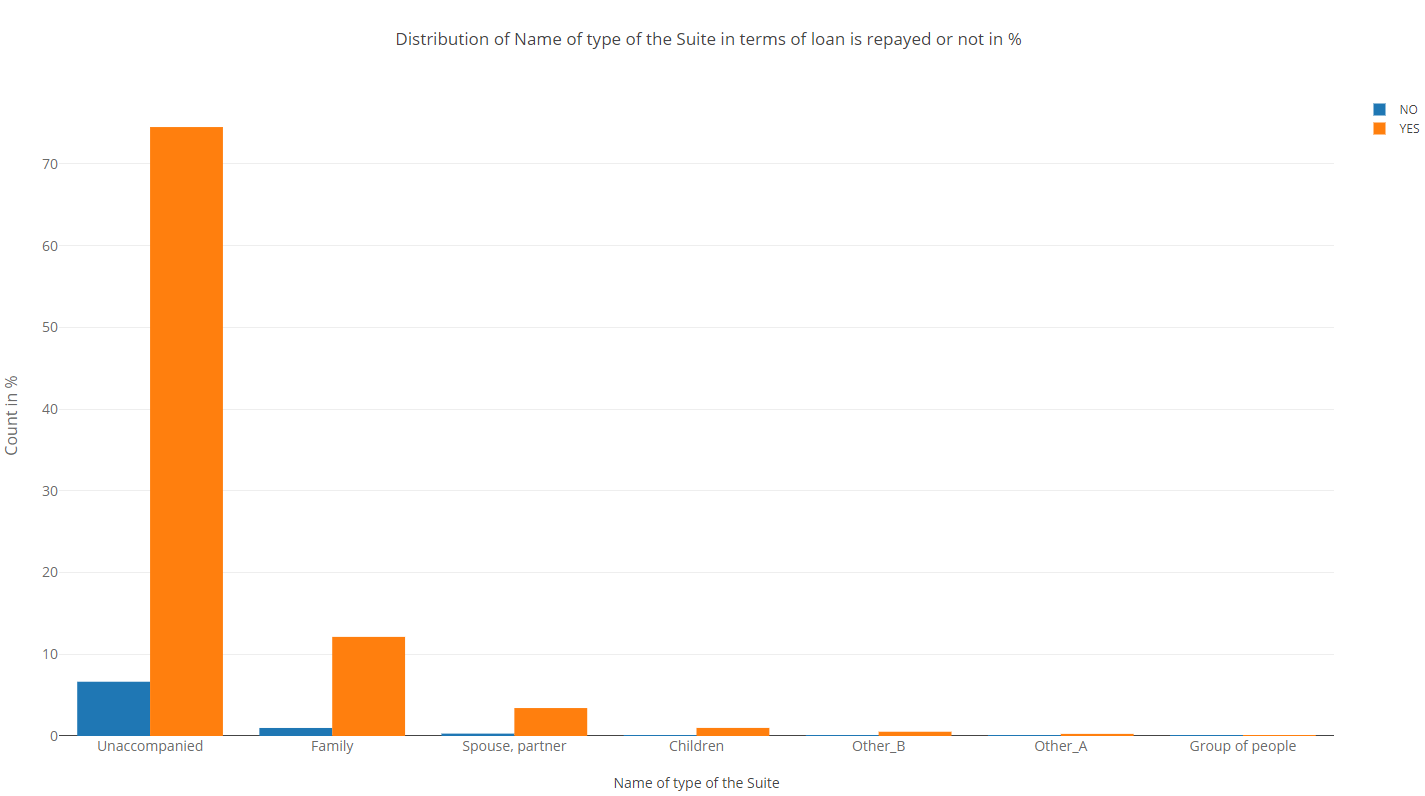 Distribution of Name of type of the Suite in terms of loan is repayed or not in %
NO
YES
Count in %
70
60
50
40
30
20
10
0
Unaccompanied
Family
Spouse, partner
Children
Other_B
Other_A
Group of people
Name of type of the Suite